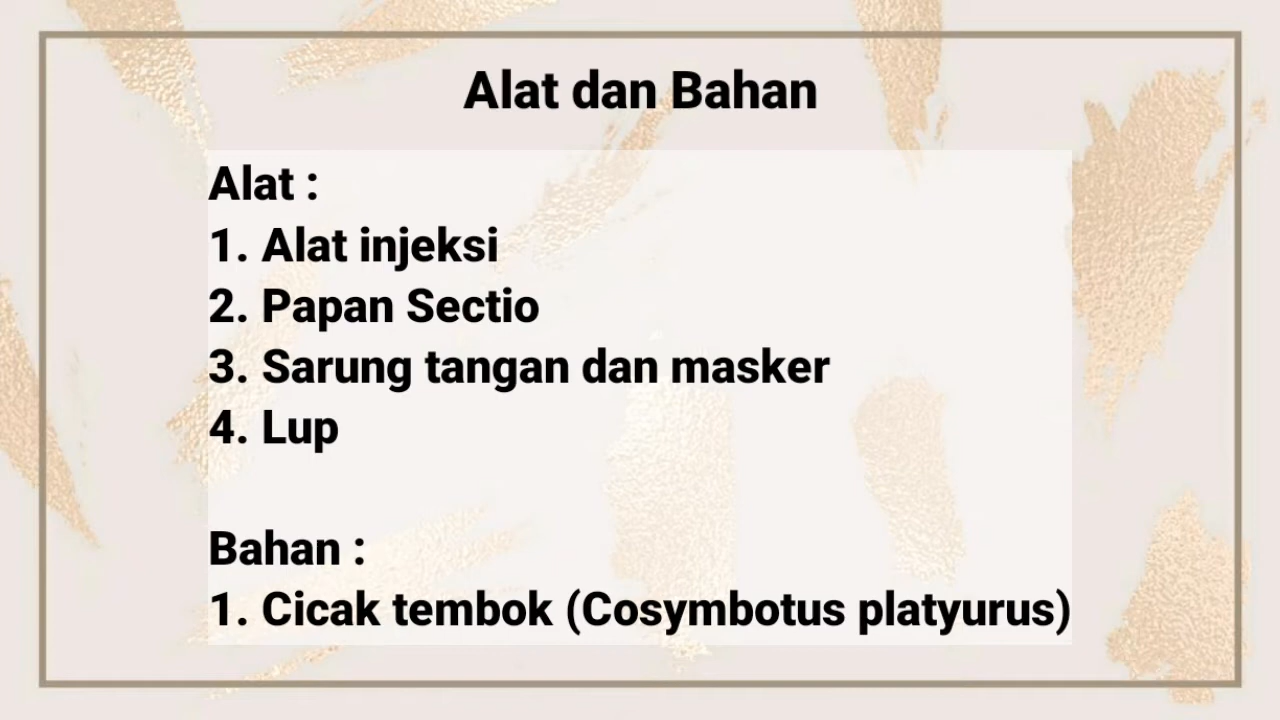 Alat dan Bahan
Alat :
1. Alat injeksi
2. Papan Sectio
3. Sarung tangan dan masker
4. Lup
Bahan :
1. Cicak tembok (Cosymbotus platyurus)